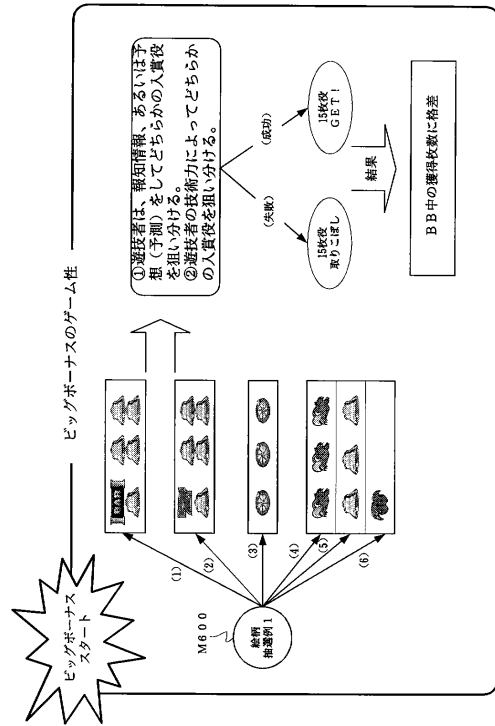 ビッグボーナスのゲーム性
ビッグボーナス
スタート
M600
絵柄
抽選例1
(1)
(2)
(3)
(4)
(5)
(6)
BAR
①遊技者は、報知情報、あるいは予
想（予測）をしてどちらかの入賞役
を狙い分ける。
②遊技者の技術力によってどちらか
の入賞役を狙い分ける。
(失敗)
(成功)
15枚役
取りこぼし
15枚役
GET！
結果
BB中の獲得枚数に格差